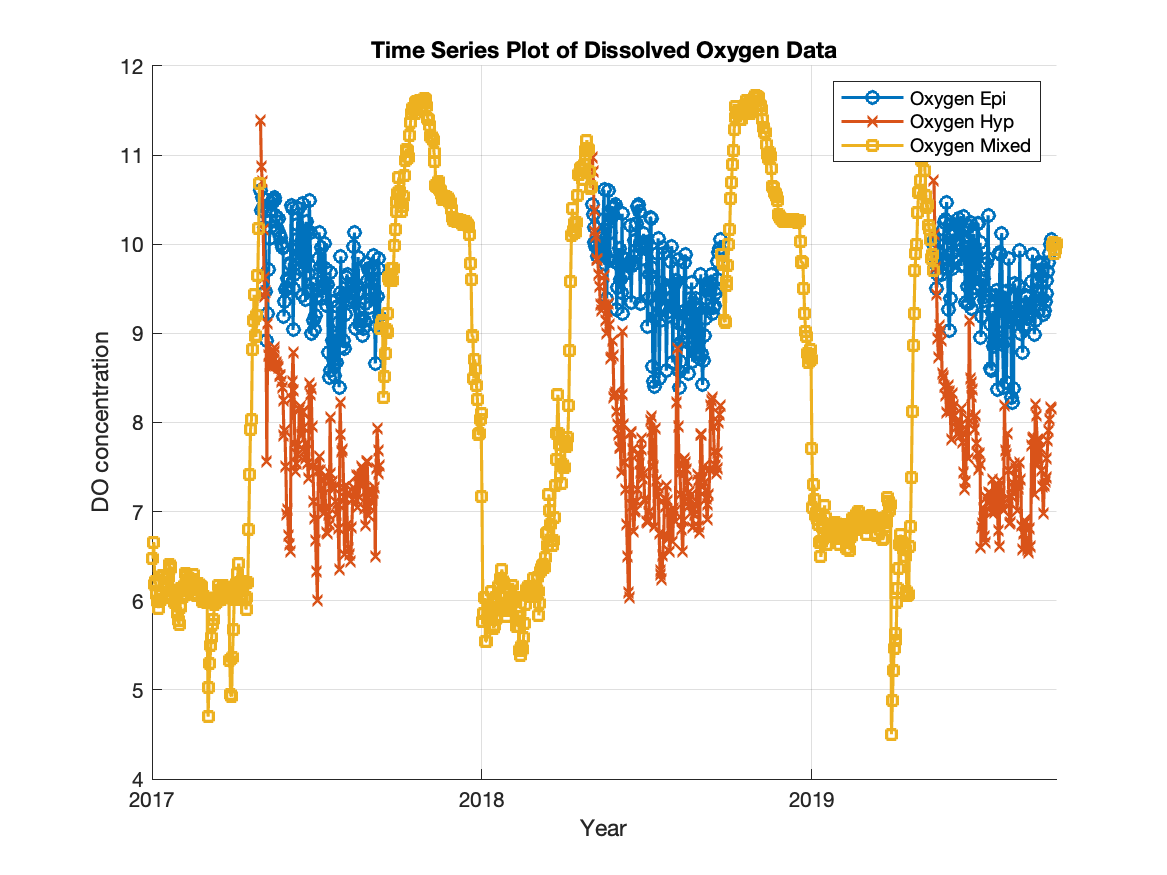 Time Series Plot of Dissolved Oxygen Data
12
11
10
9
8
7
6
5
4
DO concentration
Oxygen Epi
Oxygen Hyp
Oxygen Mixed
2017
2018
2019
Year